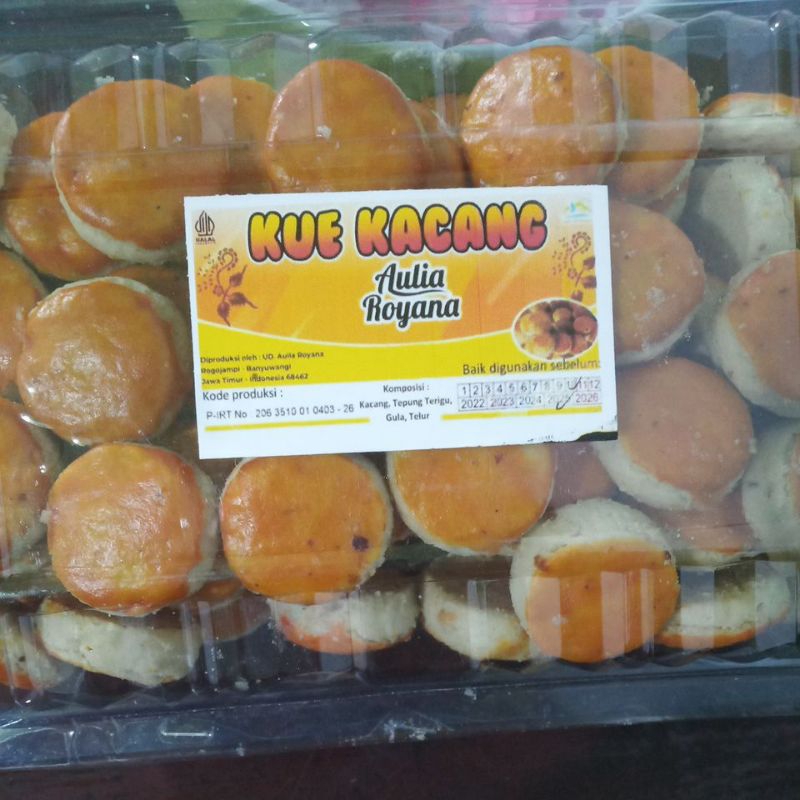 HALAL
KUE KACANG
Aulia
Royana
Diproduksi oleh : UD. Aulia Royana
Rogojampi - Banyuwangi
Jawa Timur - Indonesia 68462
Kode produksi :
P-IRT No 206 3510 01 0403 - 26
Komposisi :
Kacang, Tepung Terigu,
Gula, Telur
Baik digunakan sebelum:
1 2 3 4 5 6 7 8 9 11 12
2022 2023 2024 2025 2026